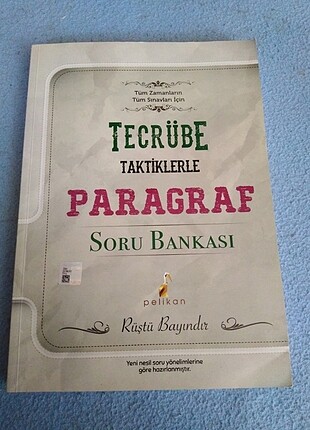 Tüm Zamanların
Tüm Sınavları İçin
TECRÜBE
TAKTİKLERLE
PARAGRAF
SORU BANKASI
pelikan
Rüştü Bayındır
Yeni nesil soru yönelimlerine
göre hazırlanmıştır.